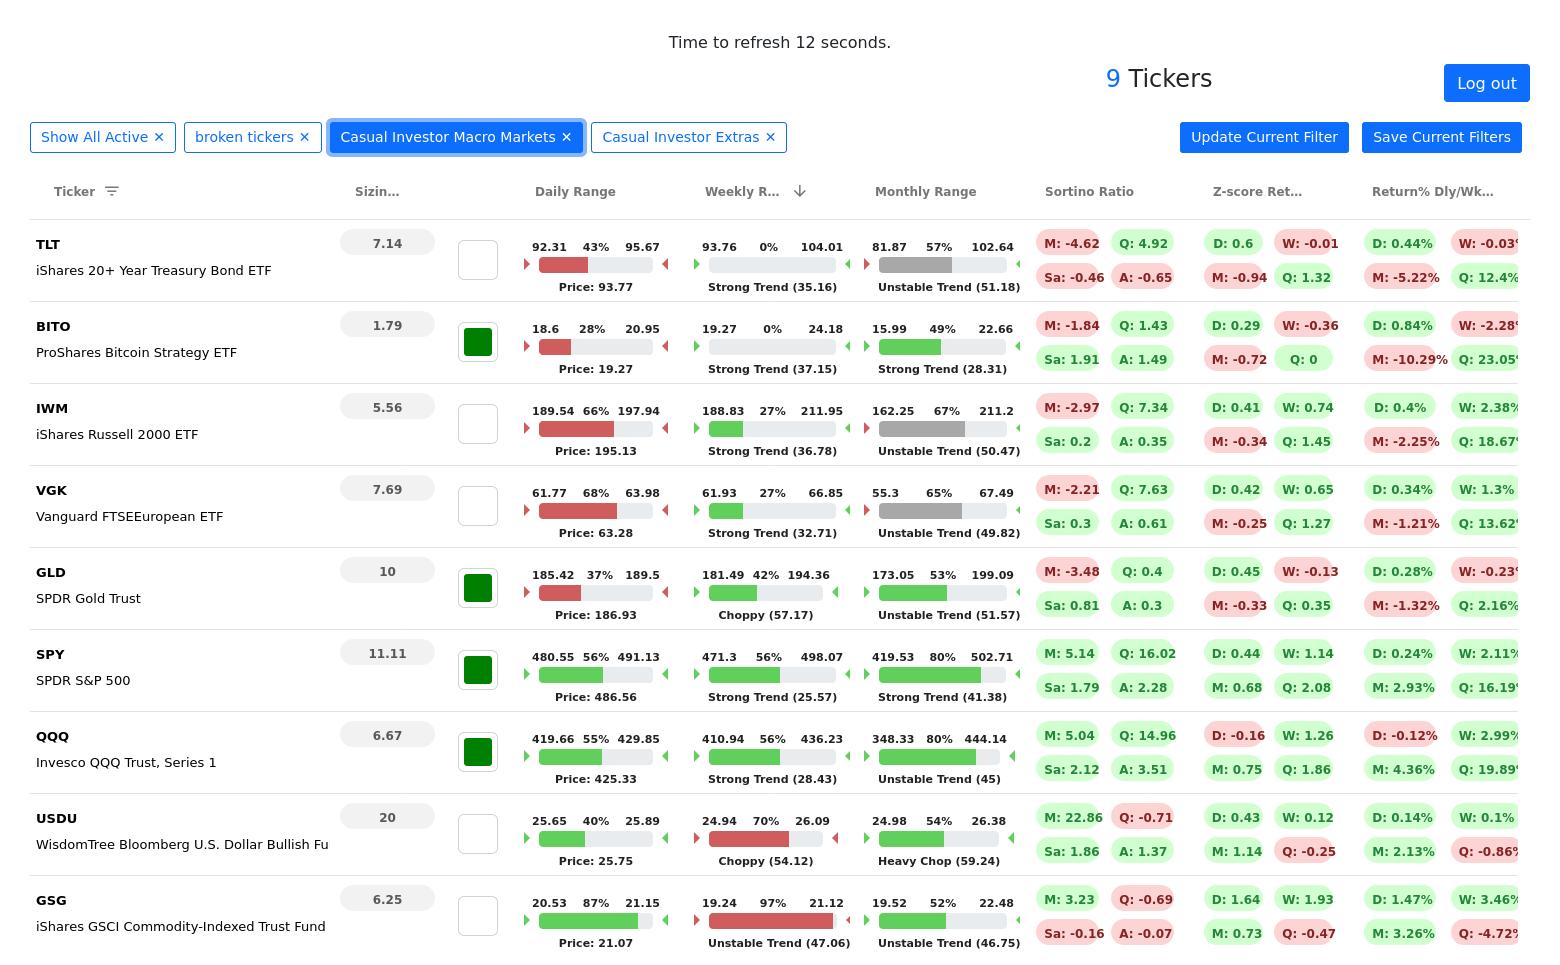 Time to refresh 12 seconds.
9 Tickers
Log out
Show All Active ✕ broken tickers ✕ Casual Investor Macro Markets ✕ Casual Investor Extras ✕ Update Current Filter Save Current Filters
Ticker Sizin... Daily Range Weekly R... Monthly Range Sortino Ratio Z-score Ret... Return% Dly/Wk...
TLT 7.14 92.31 43% 95.67 93.76 0% 104.01 81.87 57% 102.64 M: -4.62 Q: 4.92 D: 0.6 W: -0.01 D: 0.44% W: -0.03%
iShares 20+ Year Treasury Bond ETF Sa: -0.46 A: -0.65 M: -0.94 Q: 1.32 M: -5.22% Q: 12.4%
Price: 93.77 Strong Trend (35.16) Unstable Trend (51.18)
BITO 1.79 18.6 28% 20.95 19.27 0% 24.18 15.99 49% 22.66 M: -1.84 Q: 1.43 D: 0.29 W: -0.36 D: 0.84% W: -2.28%
ProShares Bitcoin Strategy ETF Sa: 1.91 A: 1.49 M: -0.72 Q: 0 M: -10.29% Q: 23.05%
Price: 19.27 Strong Trend (37.15) Strong Trend (28.31)
IWM 5.56 189.54 66% 197.94 188.83 27% 211.95 162.25 67% 211.2 M: -2.97 Q: 7.34 D: 0.41 W: 0.74 D: 0.4% W: 2.38%
iShares Russell 2000 ETF Sa: 0.2 A: 0.35 M: -0.34 Q: 1.45 M: -2.25% Q: 18.67%
Price: 195.13 Strong Trend (36.78) Unstable Trend (50.47)
VGK 7.69 61.77 68% 63.98 61.93 27% 66.85 55.3 65% 67.49 M: -2.21 Q: 7.63 D: 0.42 W: 0.65 D: 0.34% W: 1.3%
Vanguard FTSEEuropean ETF Sa: 0.3 A: 0.61 M: -0.25 Q: 1.27 M: -1.21% Q: 13.62%
Price: 63.28 Strong Trend (32.71) Unstable Trend (49.82)
GLD 10 185.42 37% 189.5 181.49 42% 194.36 173.05 53% 199.09 M: -3.48 Q: 0.4 D: 0.45 W: -0.13 D: 0.28% W: -0.23%
SPDR Gold Trust Sa: 0.81 A: 0.3 M: -0.33 Q: 0.35 M: -1.32% Q: 2.16%
Price: 186.93 Choppy (57.17) Unstable Trend (51.57)
SPY 11.11 480.55 56% 491.13 471.3 56% 498.07 419.53 80% 502.71 M: 5.14 Q: 16.02 D: 0.44 W: 1.14 D: 0.24% W: 2.11%
SPDR S&P 500 Sa: 1.79 A: 2.28 M: 0.68 Q: 2.08 M: 2.93% Q: 16.19%
Price: 486.56 Strong Trend (25.57) Strong Trend (41.38)
QQQ 6.67 419.66 55% 429.85 410.94 56% 436.23 348.33 80% 444.14 M: 5.04 Q: 14.96 D: -0.16 W: 1.26 D: -0.12% W: 2.99%
Invesco QQQ Trust, Series 1 Sa: 2.12 A: 3.51 M: 0.75 Q: 1.86 M: 4.36% Q: 19.89%
Price: 425.33 Strong Trend (28.43) Unstable Trend (45)
USDU 20 25.65 40% 25.89 24.94 70% 26.09 24.98 54% 26.38 M: 22.86 Q: -0.71 D: 0.43 W: 0.12 D: 0.14% W: 0.1%
WisdomTree Bloomberg U.S. Dollar Bullish Fu Sa: 1.86 A: 1.37 M: 1.14 Q: -0.25 M: 2.13% Q: -0.86%
Price: 25.75 Choppy (54.12) Heavy Chop (59.24)
GSG 6.25 20.53 87% 21.15 19.24 97% 21.12 19.52 52% 22.48 M: 3.23 Q: -0.69 D: 1.64 W: 1.93 D: 1.47% W: 3.46%
iShares GSCI Commodity-Indexed Trust Fund Sa: -0.16 A: -0.07 M: 0.73 Q: -0.47 M: 3.26% Q: -4.72%
Price: 21.07 Unstable Trend (47.06) Unstable Trend (46.75)